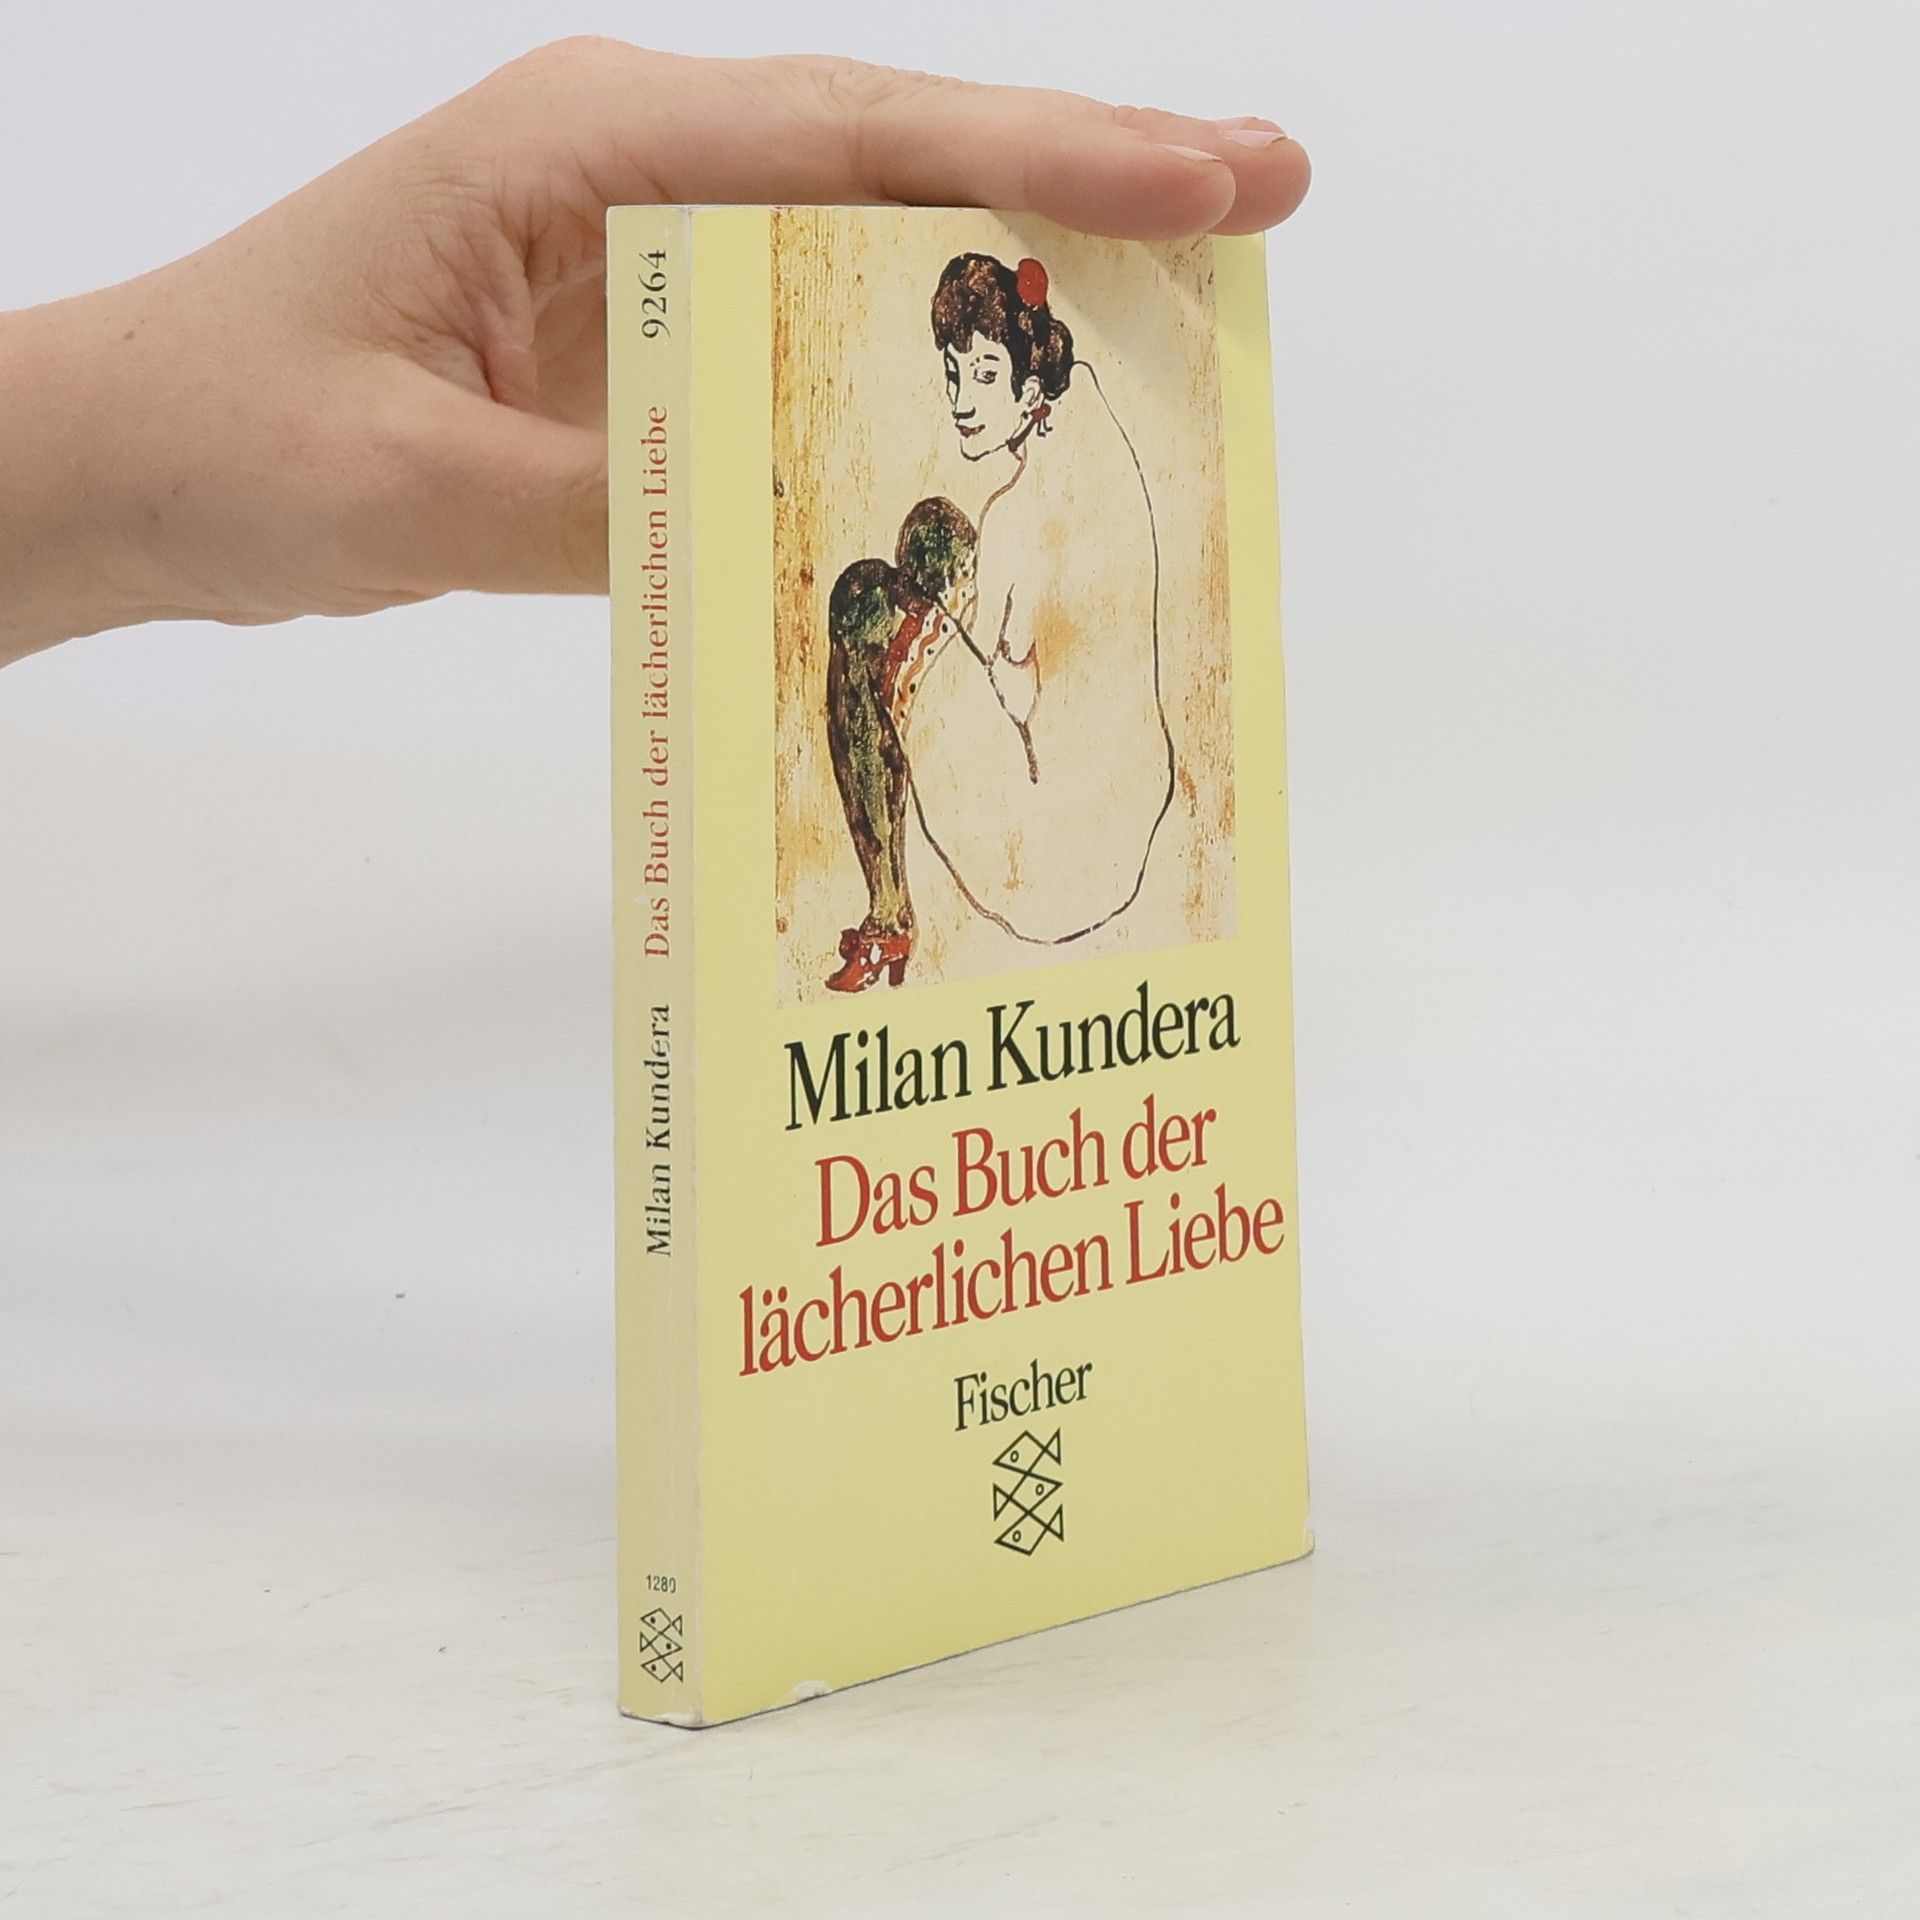 Milan Kundera
Das Buch der
lächerlichen Liebe
Fischer
Milan Kundera Das Buch der lächerlichen Liebe 9264
1280